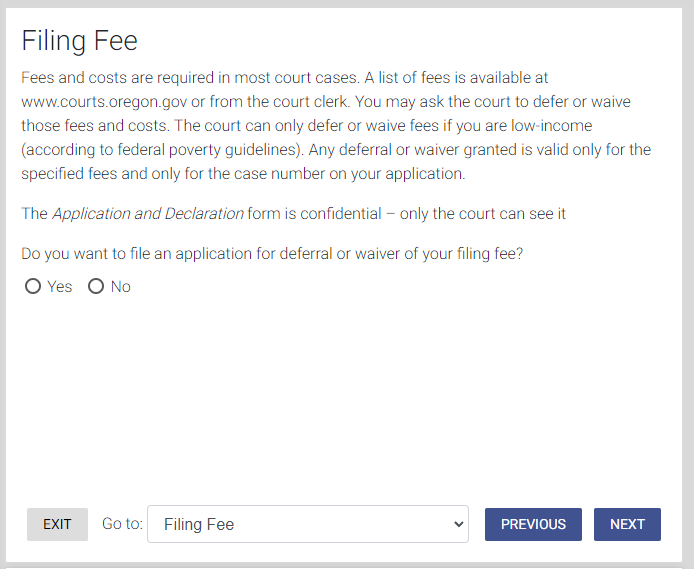 Filing Fee
Fees and costs are required in most court cases. A list of fees is available at
www.courts.oregon.gov or from the court clerk. You may ask the court to defer or waive
those fees and costs. The court can only defer or waive fees if you are low-income
(according to federal poverty guidelines). Any deferral or waiver granted is valid only for the
specified fees and only for the case number on your application.
The Application and Declaration form is confidential – only the court can see it
Do you want to file an application for deferral or waiver of your filing fee?
Yes No
EXIT Go to: Filing Fee PREVIOUS NEXT